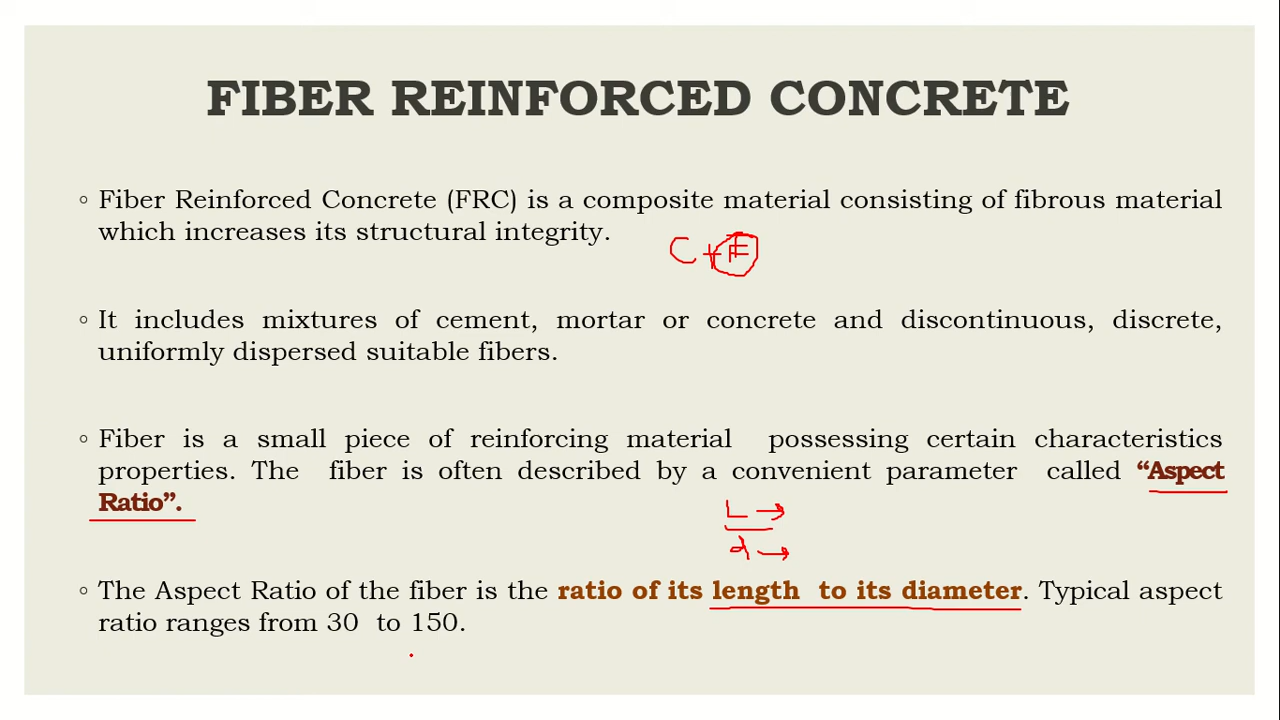 FIBER REINFORCED CONCRETE
◦ Fiber Reinforced Concrete (FRC) is a composite material consisting of fibrous material
which increases its structural integrity.
C+F
◦ It includes mixtures of cement, mortar or concrete and discontinuous, discrete,
uniformly dispersed suitable fibers.
◦ Fiber is a small piece of reinforcing material possessing certain characteristics
properties. The fiber is often described by a convenient parameter called “Aspect
Ratio”.
L →
d →
◦ The Aspect Ratio of the fiber is the ratio of its length to its diameter. Typical aspect
ratio ranges from 30 to 150.